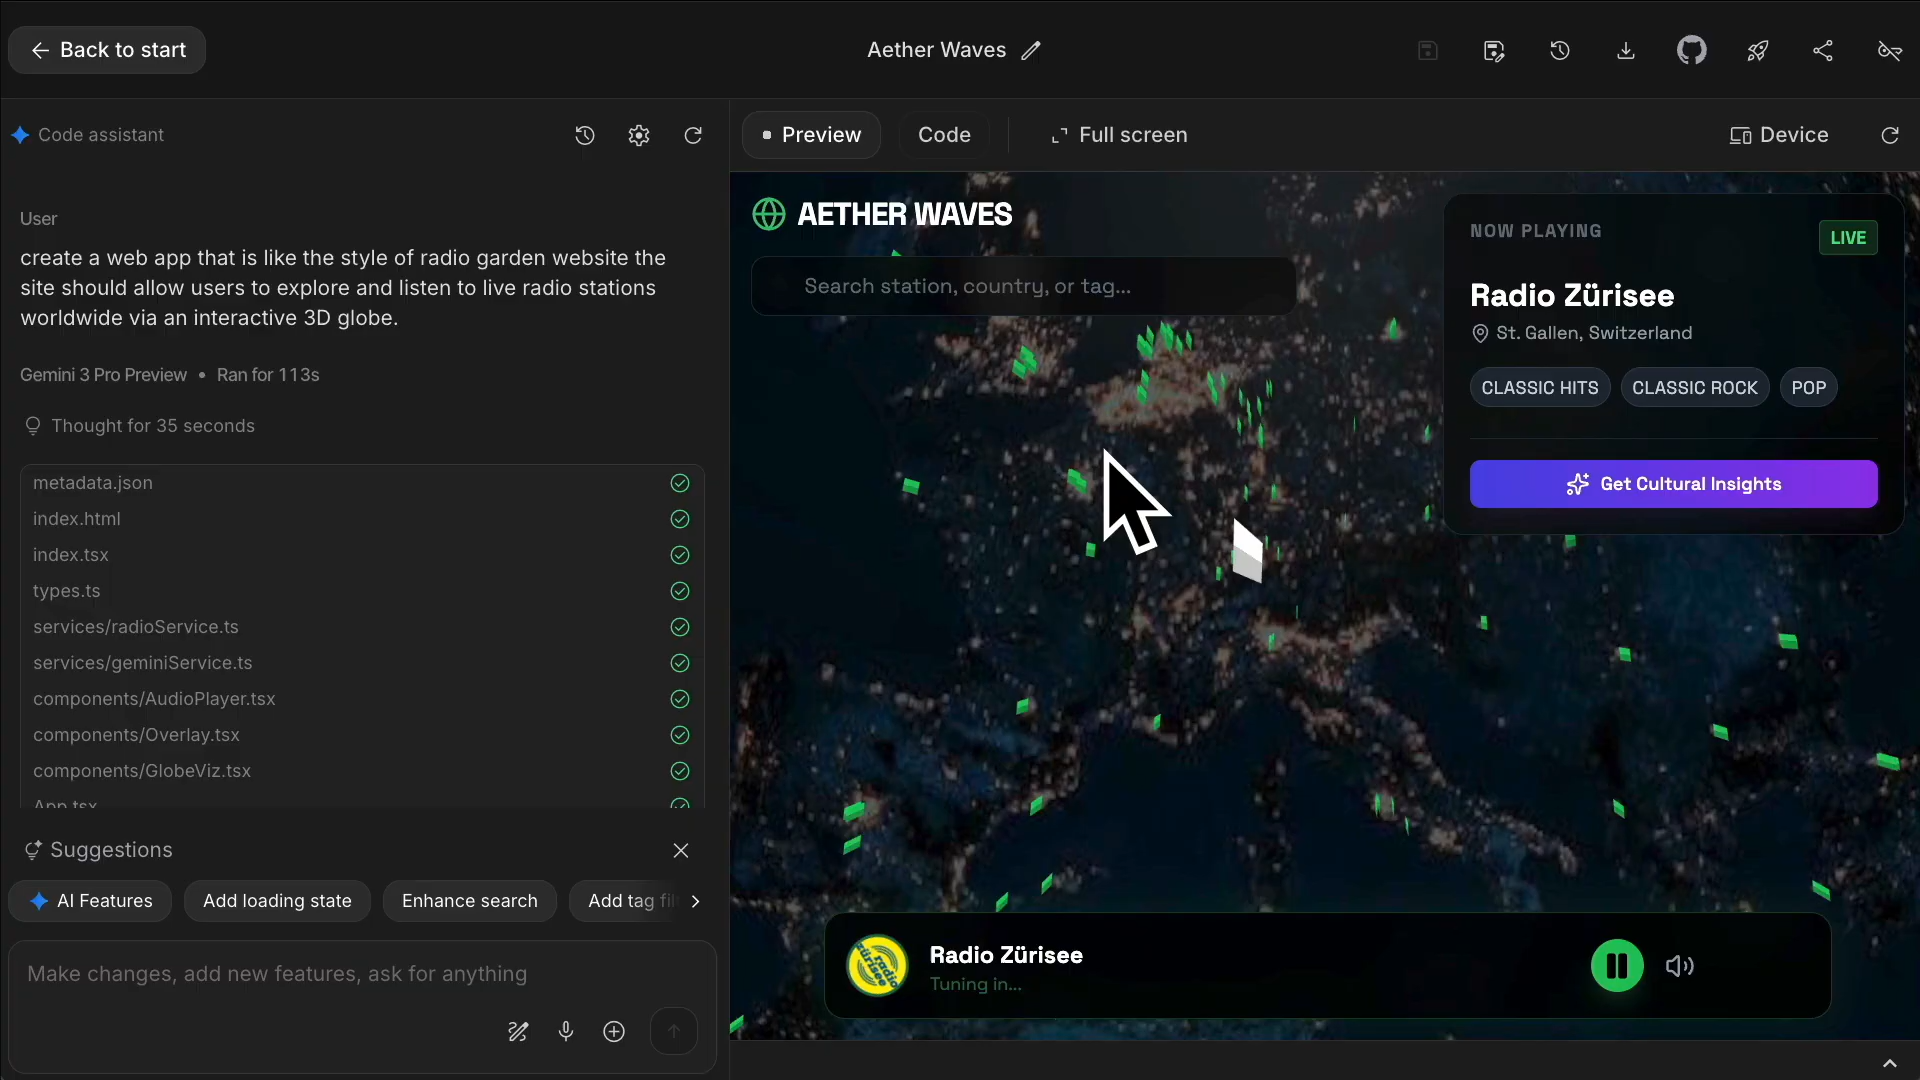 Back to start
Aether Waves
Code assistant
Preview
Code
Full screen
Device
User
create a web app that is like the style of radio garden website the
site should allow users to explore and listen to live radio stations
worldwide via an interactive 3D globe.
Gemini 3 Pro Preview • Ran for 113s
Thought for 35 seconds
metadata.json
index.html
index.tsx
types.ts
services/radioService.ts
services/geminiService.ts
components/AudioPlayer.tsx
components/Overlay.tsx
components/GlobeViz.tsx
App.tsx
Suggestions
AI Features
Add loading state
Enhance search
Add tag fil
Make changes, add new features, ask for anything
AETHER WAVES
Search station, country, or tag...
NOW PLAYING
LIVE
Radio Zürisee
St. Gallen, Switzerland
CLASSIC HITS
CLASSIC ROCK
POP
Get Cultural Insights
radio
zürisee
Radio Zürisee
Tuning in...